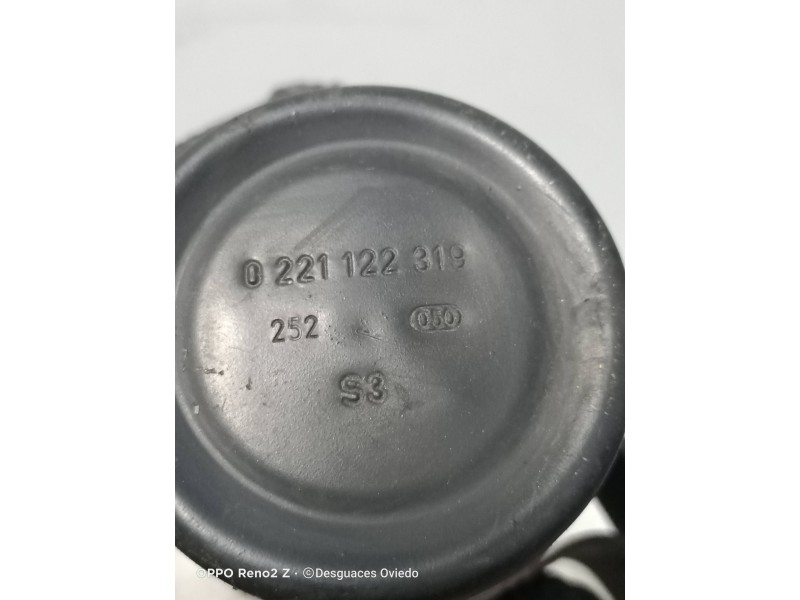 0 221 122 319
252 050
S3
OPPO Reno2 Z · ©Desguaces Oviedo